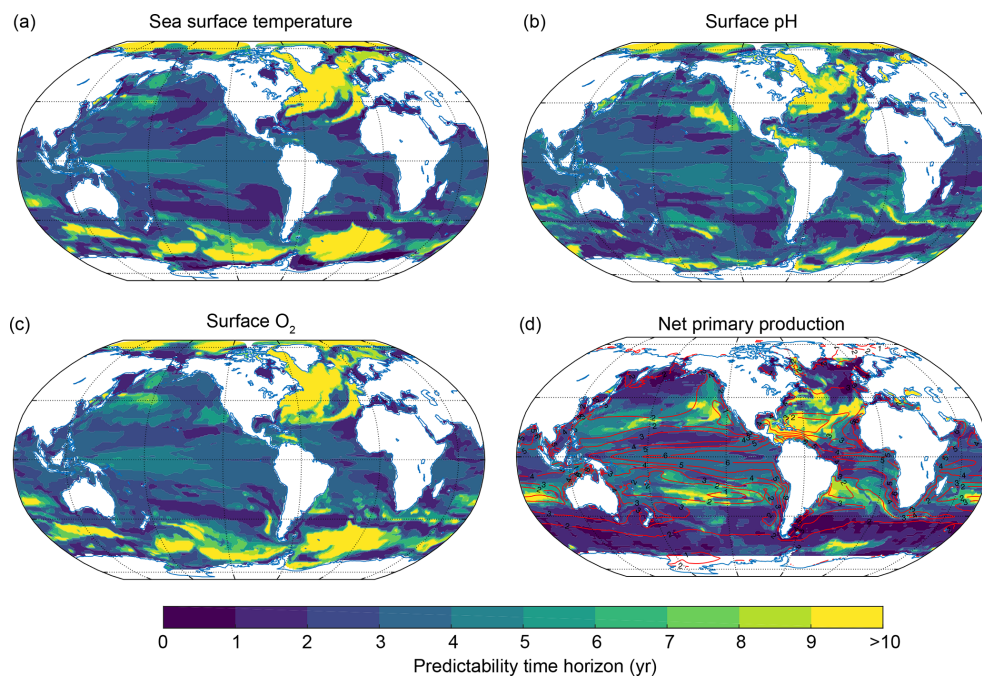 (a) Sea surface temperature
(b) Surface pH
(c) Surface O₂
(d) Net primary production
0 1 2 3 4 5 6 7 8 9 >10
Predictability time horizon (yr)